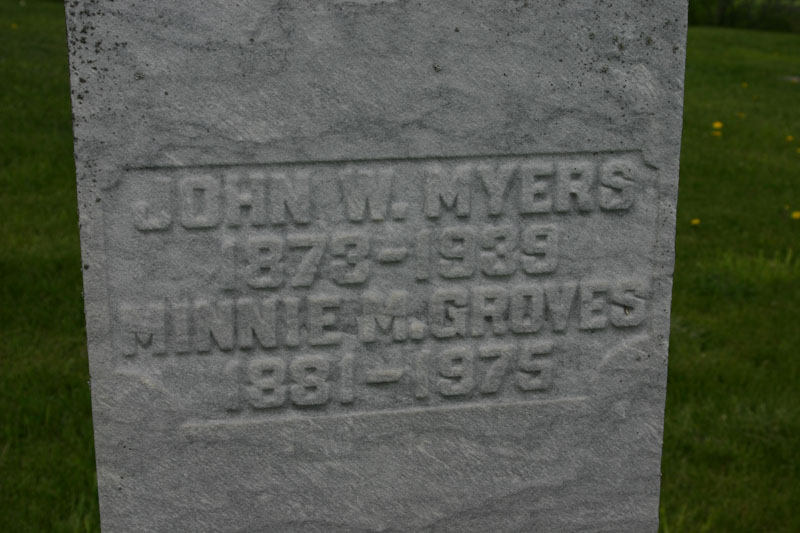 JOHN W. MYERS
1873-1939
MINNIE M. GROVES
1881-1975